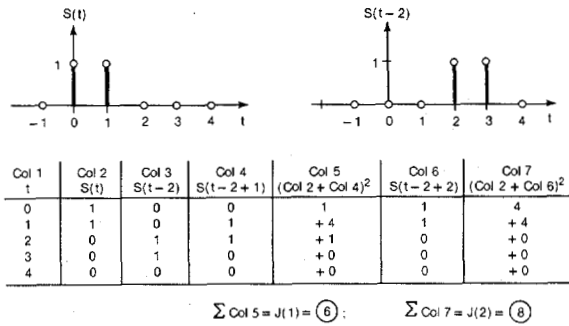 S(t) S(t−2)
1 1
−1 0 1 2 3 4 t −1 0 1 2 3 4 t
Col 1 Col 2 Col 3 Col 4 Col 5 Col 6 Col 7
t S(t) S(t−2) S(t−2+1) (Col 2 + Col 4)² S(t−2+2) (Col 2 + Col 6)²
0 1 0 0 1 1 4
1 1 0 1 +4 1 +4
2 0 1 1 +1 0 +0
3 0 1 0 +0 0 +0
4 0 0 0 +0 0 +0
∑ Col 5 = J(1) = 6 ; ∑ Col 7 = J(2) = 8